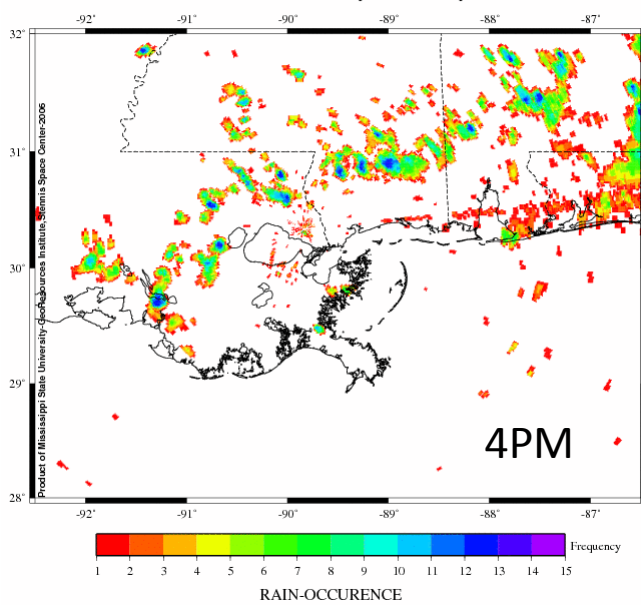 32°
31°
30°
29°
28°
Product of Mississippi State University-GeoResources Institute, Stennis Space Center-2006
4PM
-92° -91° -90° -89° -88° -87°
Frequency
1 2 3 4 5 6 7 8 9 10 11 12 13 14 15
RAIN-OCCURENCE